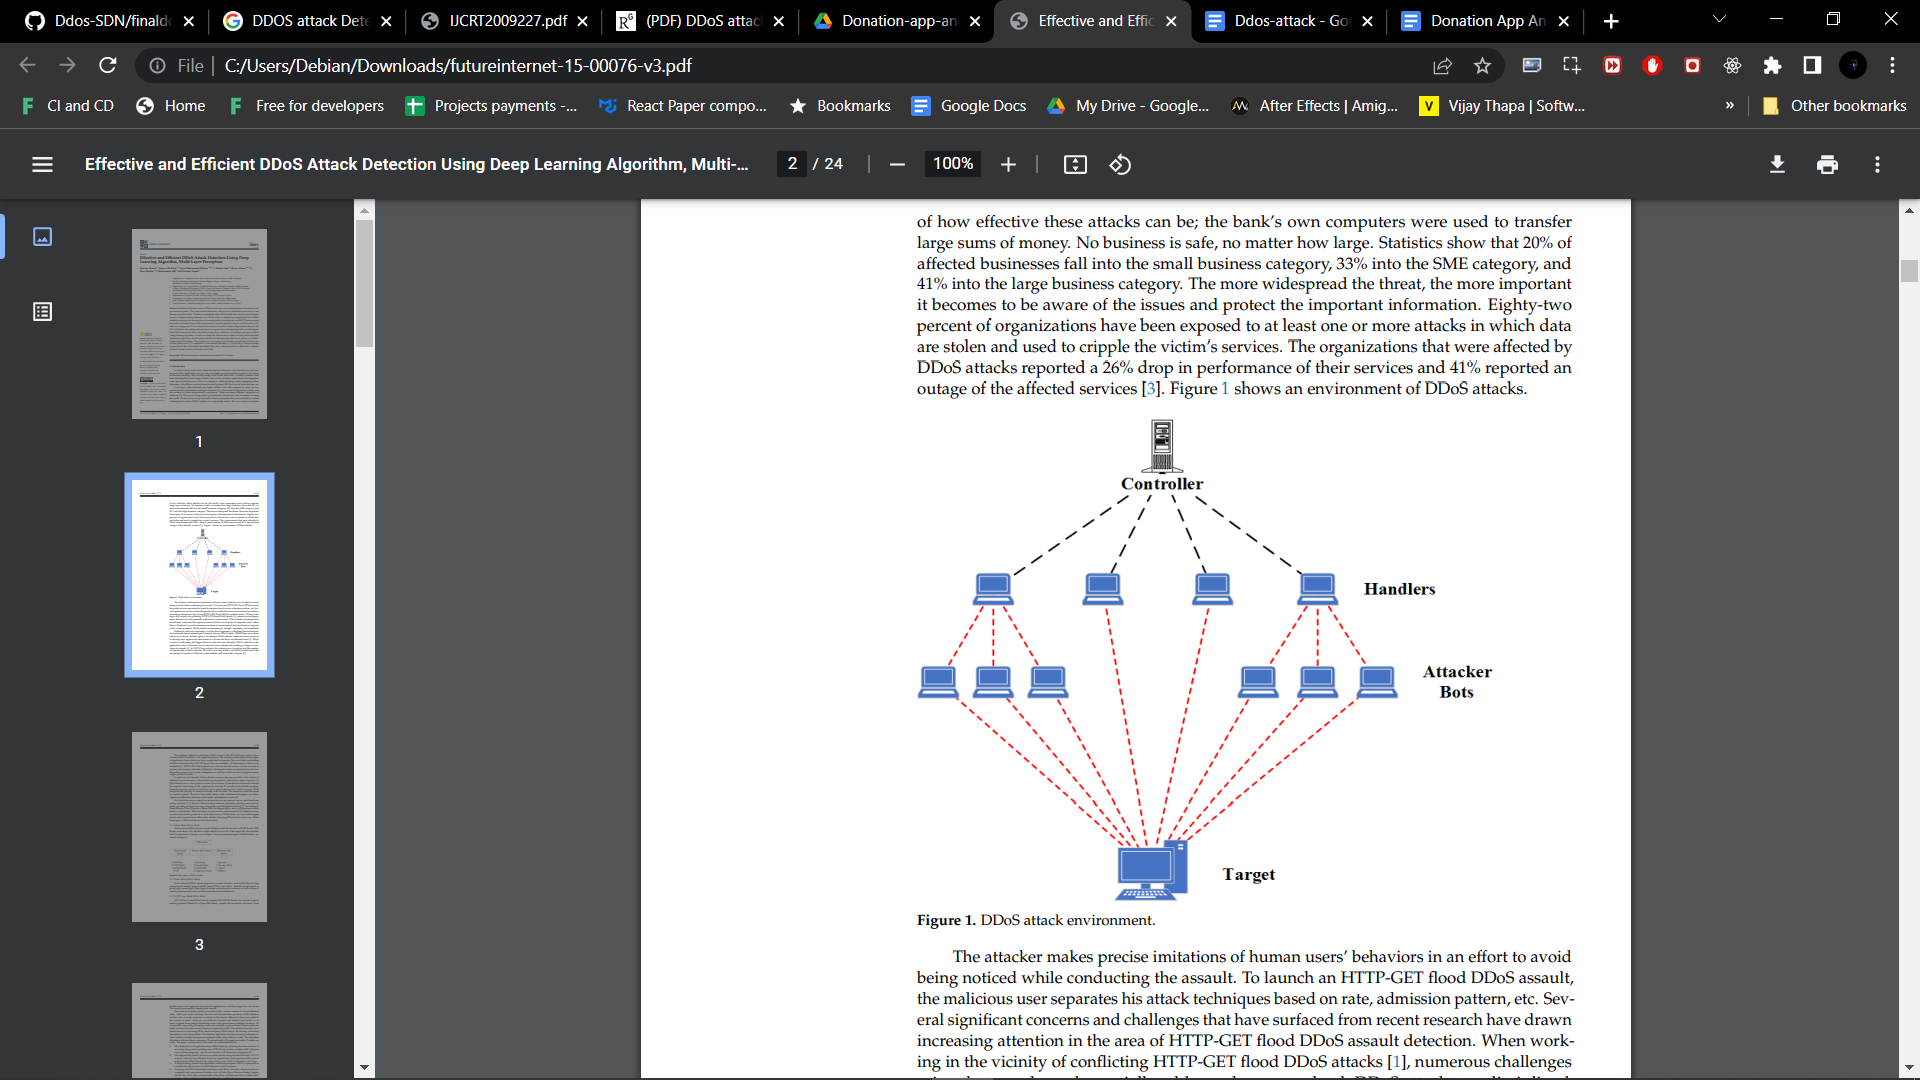 Ddos-SDN/finaldo
DDOS attack Dete
IJCRT2009227.pdf
(PDF) DDoS attac
Donation-app-an
Effective and Effic
Ddos-attack - Go
Donation App An
File
C:/Users/Debian/Downloads/futureinternet-15-00076-v3.pdf
CI and CD
Home
Free for developers
Projects payments -...
React Paper compo...
Bookmarks
Google Docs
My Drive - Google...
After Effects | Amig...
Vijay Thapa | Softw...
»
Other bookmarks
Effective and Efficient DDoS Attack Detection Using Deep Learning Algorithm, Multi-...
2 / 24
100%
1
2
3
of how effective these attacks can be; the bank's own computers were used to transfer
large sums of money. No business is safe, no matter how large. Statistics show that 20% of
affected businesses fall into the small business category, 33% into the SME category, and
41% into the large business category. The more widespread the threat, the more important
it becomes to be aware of the issues and protect the important information. Eighty-two
percent of organizations have been exposed to at least one or more attacks in which data
are stolen and used to cripple the victim's services. The organizations that were affected by
DDoS attacks reported a 26% drop in performance of their services and 41% reported an
outage of the affected services [3]. Figure 1 shows an environment of DDoS attacks.
Controller
Handlers
Attacker
Bots
Target
Figure 1. DDoS attack environment.
The attacker makes precise imitations of human users' behaviors in an effort to avoid
being noticed while conducting the assault. To launch an HTTP-GET flood DDoS assault,
the malicious user separates his attack techniques based on rate, admission pattern, etc. Sev-
eral significant concerns and challenges that have surfaced from recent research have drawn
increasing attention in the area of HTTP-GET flood DDoS assault detection. When work-
ing in the vicinity of conflicting HTTP-GET flood DDoS attacks [1], numerous challenges